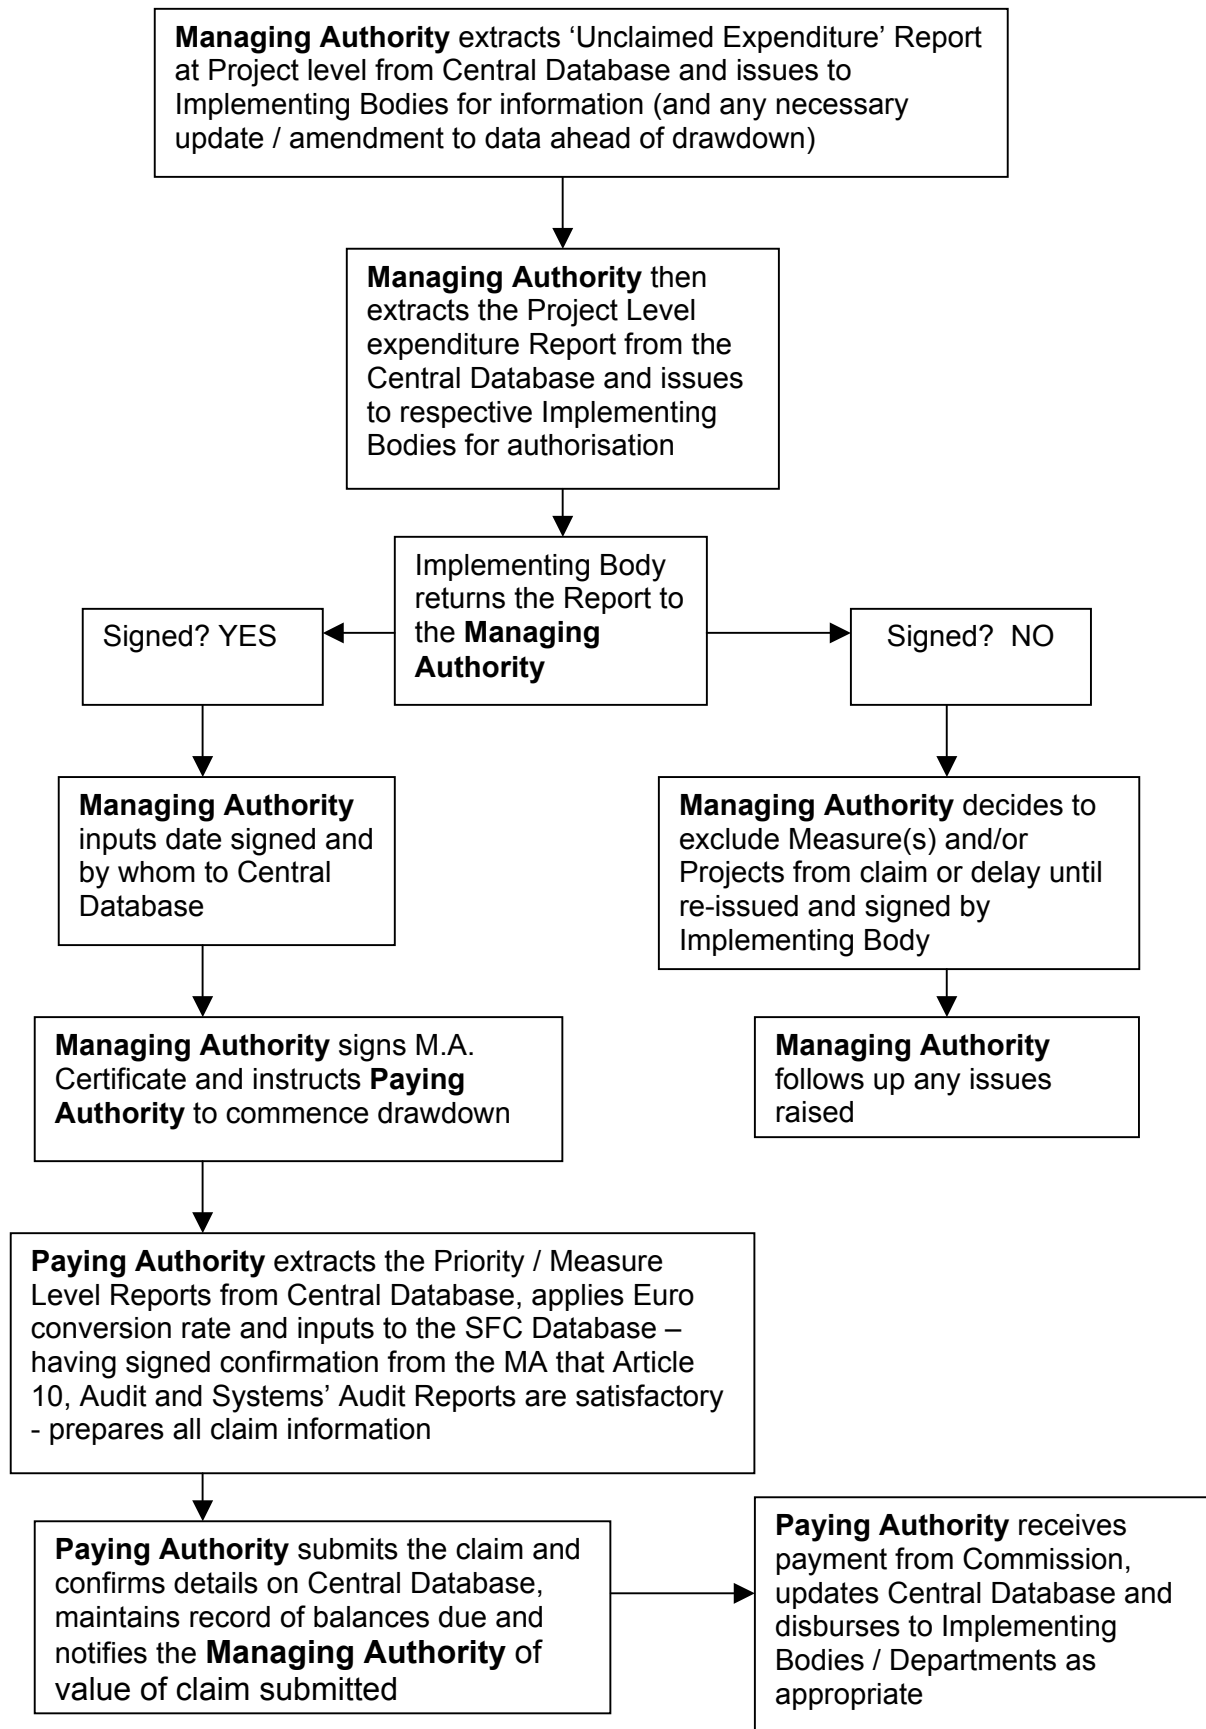 Managing Authority extracts ‘Unclaimed Expenditure’ Report
at Project level from Central Database and issues to
Implementing Bodies for information (and any necessary
update / amendment to data ahead of drawdown)
Managing Authority then
extracts the Project Level
expenditure Report from the
Central Database and issues
to respective Implementing
Bodies for authorisation
Implementing Body
returns the Report to
the Managing
Authority
Signed? YES
Signed? NO
Managing Authority
inputs date signed and
by whom to Central
Database
Managing Authority decides to
exclude Measure(s) and/or
Projects from claim or delay until
re-issued and signed by
Implementing Body
Managing Authority signs M.A.
Certificate and instructs Paying
Authority to commence drawdown
Managing Authority
follows up any issues
raised
Paying Authority extracts the Priority / Measure
Level Reports from Central Database, applies Euro
conversion rate and inputs to the SFC Database –
having signed confirmation from the MA that Article
10, Audit and Systems’ Audit Reports are satisfactory
- prepares all claim information
Paying Authority submits the claim and
confirms details on Central Database,
maintains record of balances due and
notifies the Managing Authority of
value of claim submitted
Paying Authority receives
payment from Commission,
updates Central Database and
disburses to Implementing
Bodies / Departments as
appropriate